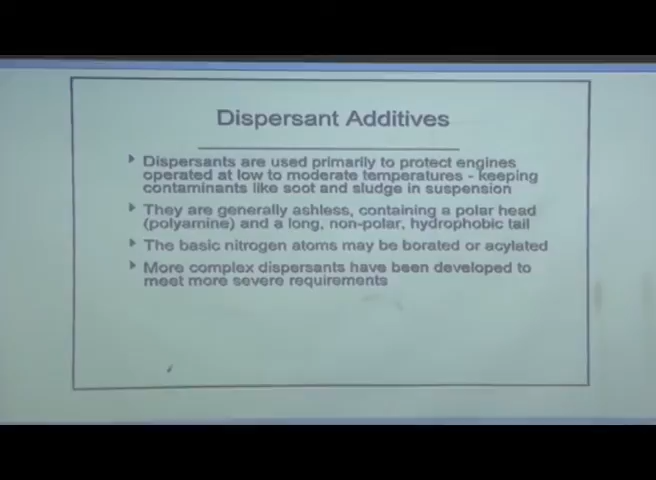 Dispersant Additives
Dispersants are used primarily to protect engines
operated at low to moderate temperatures - keeping
contaminants like soot and sludge in suspension
They are generally ashless, containing a polar head
(polyamine) and a long, non-polar, hydrophobic tail
The basic nitrogen atoms may be borated or acylated
More complex dispersants have been developed to
meet more severe requirements